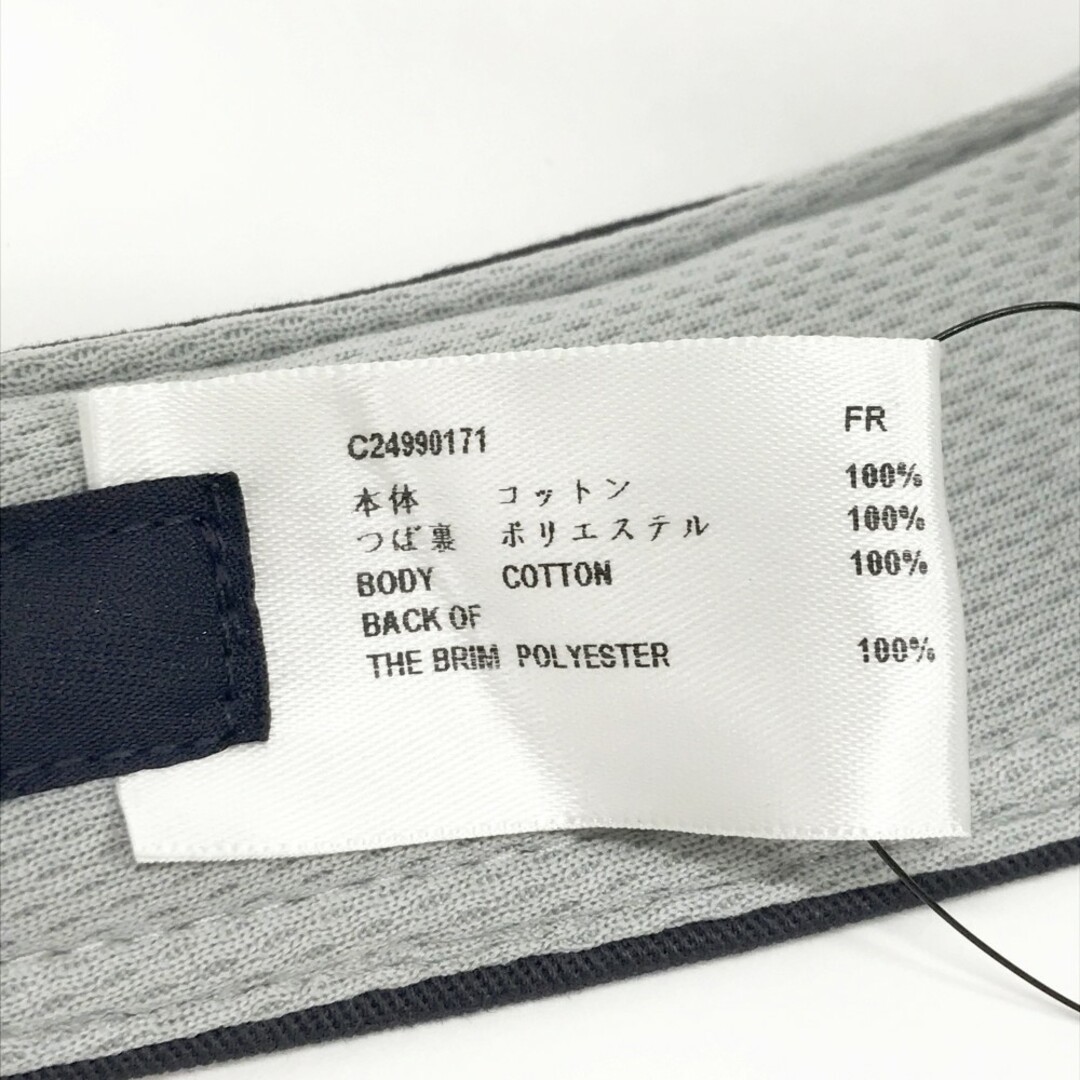 C24990171 FR
本体 コットン 100%
つば裏 ポリエステル 100%
BODY COTTON 100%
BACK OF
THE BRIM POLYESTER 100%